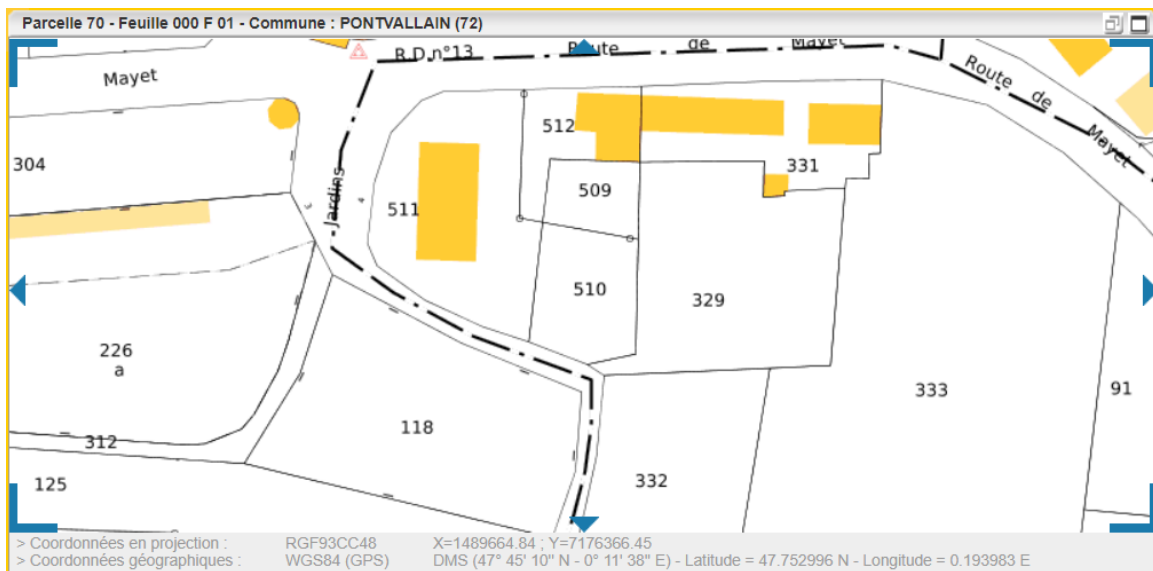 Parcelle 70 - Feuille 000 F 01 - Commune : PONTVALLAIN (72)
R.D.n°13 Route de Mayet
Mayet
Route de Mayet
304
Jardins
3
4
512
331
509
511
510
329
226
a
333
91
118
312
332
125
> Coordonnées en projection : RGF93CC48 X=1489664.84 ; Y=7176366.45
> Coordonnées géographiques : WGS84 (GPS) DMS (47° 45' 10" N - 0° 11' 38" E) - Latitude = 47.752996 N - Longitude = 0.193983 E